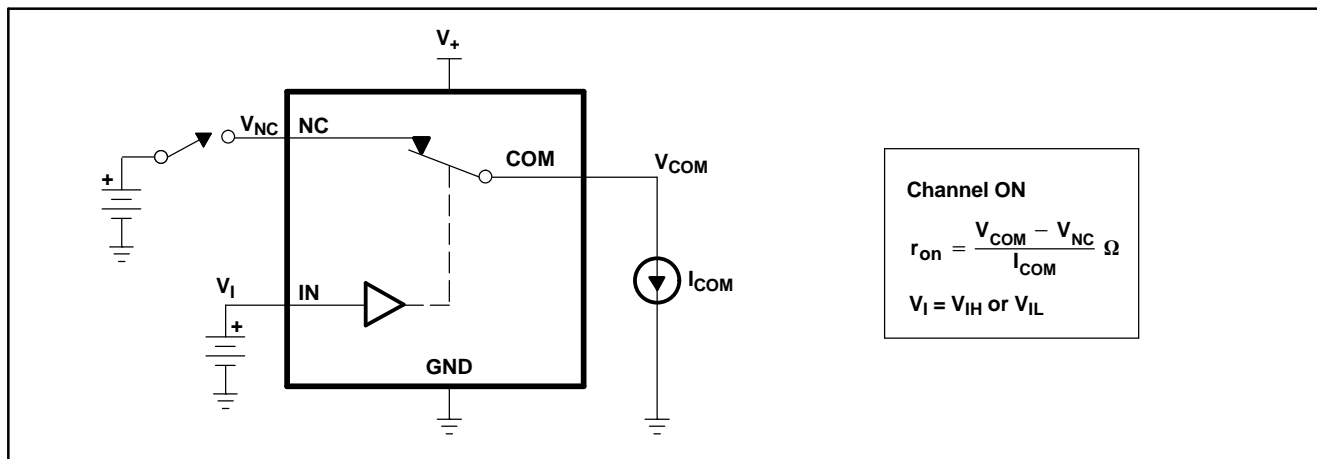 V+
VNC NC
COM
VCOM
+
VI
IN
+
ICOM
GND
Channel ON
ron = VCOM − VNC / ICOM Ω
VI = VIH or VIL